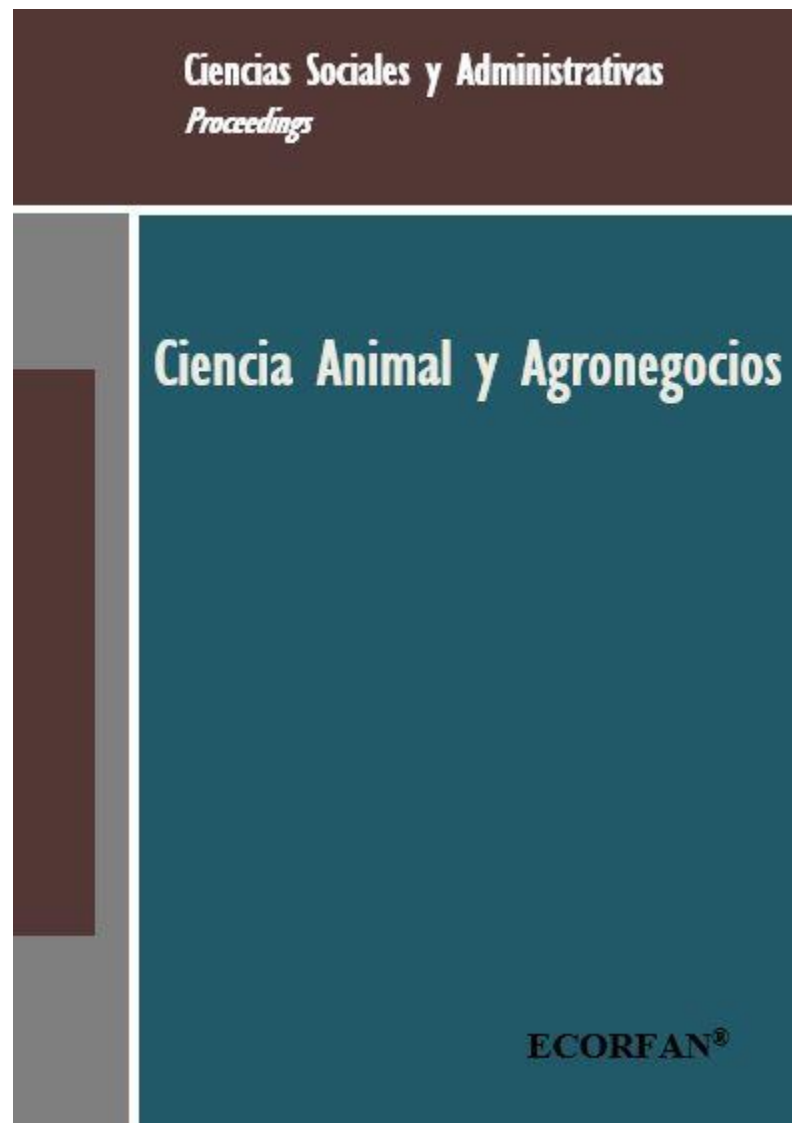 Ciencias Sociales y Administrativas
Proceedings
Ciencia Animal y Agronegocios
ECORFAN®